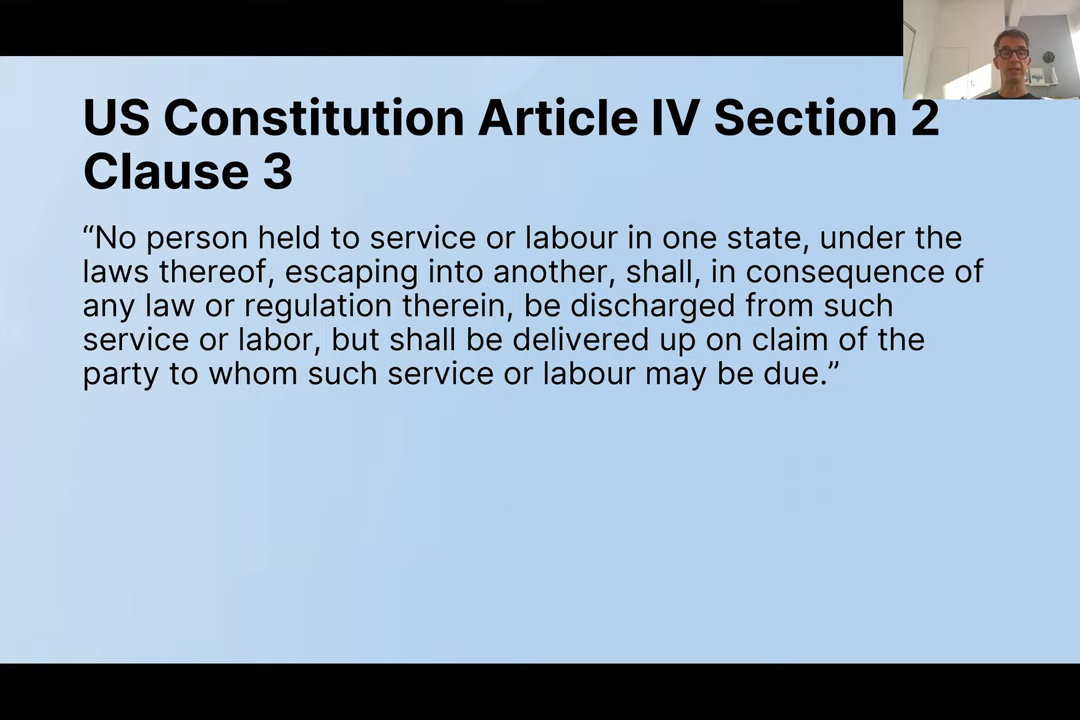 US Constitution Article IV Section 2
Clause 3
“No person held to service or labour in one state, under the
laws thereof, escaping into another, shall, in consequence of
any law or regulation therein, be discharged from such
service or labor, but shall be delivered up on claim of the
party to whom such service or labour may be due.”